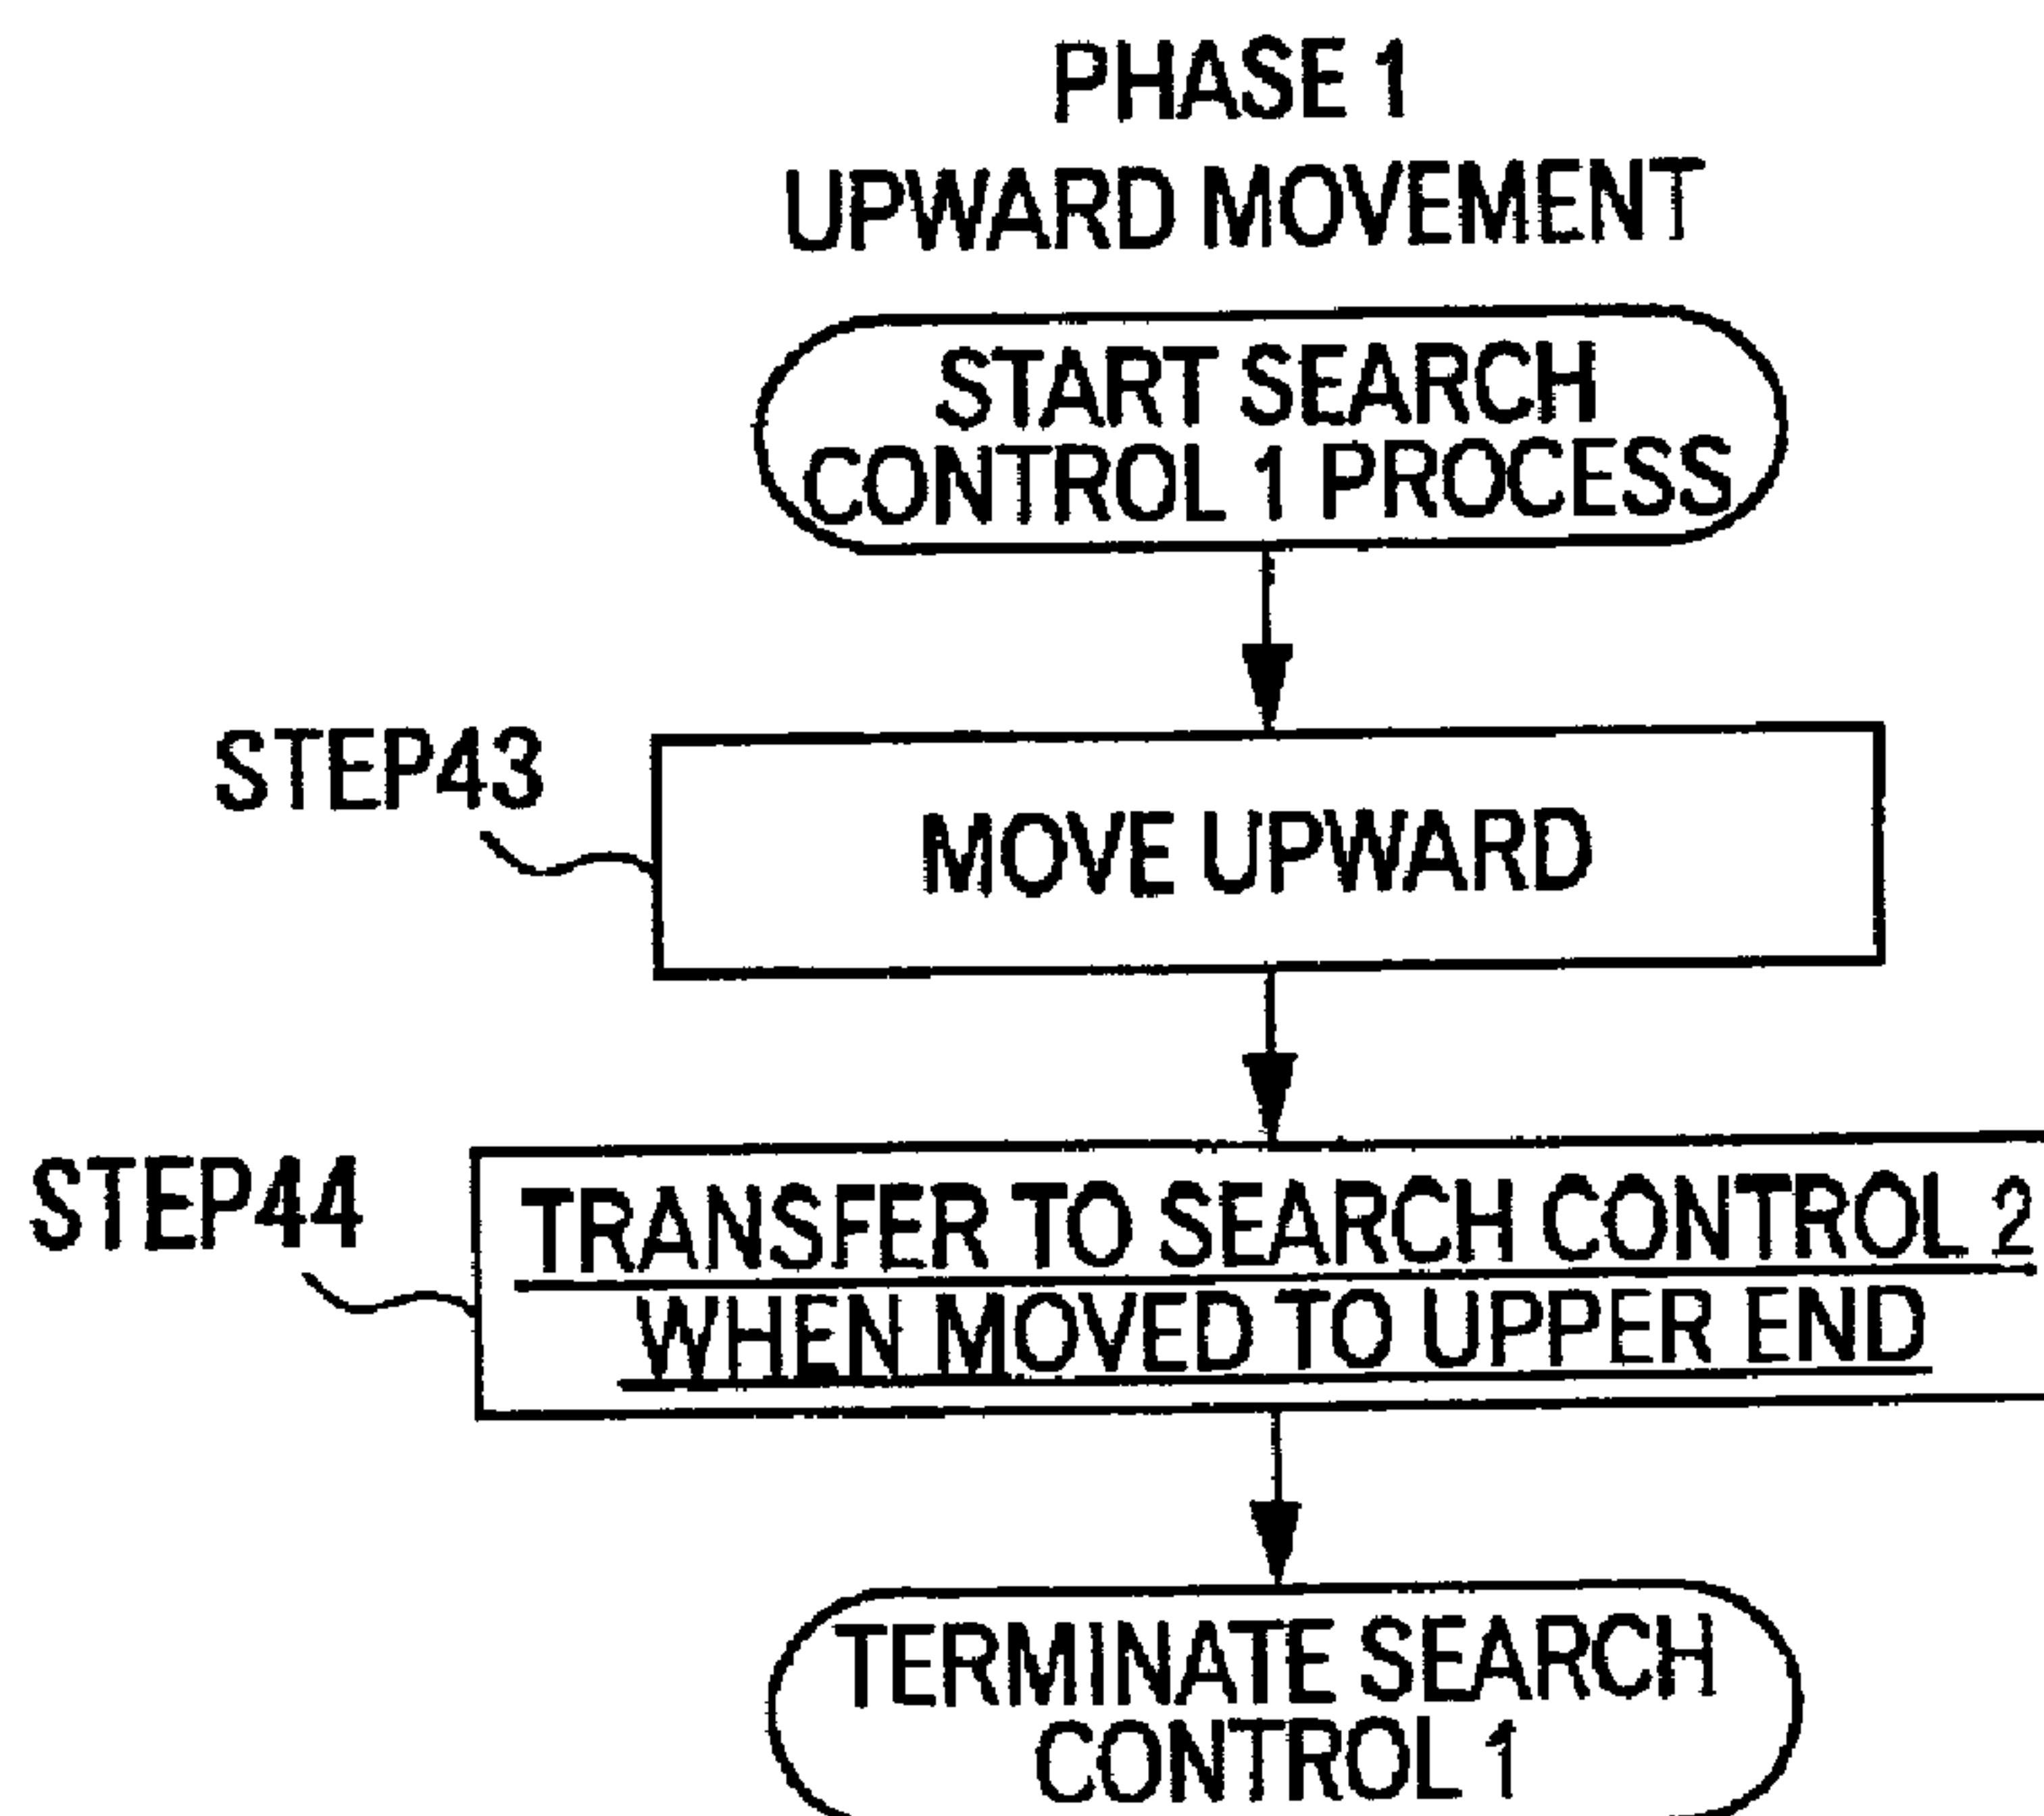 PHASE 1
UPWARD MOVEMENT
START SEARCH
CONTROL 1 PROCESS
STEP43
MOVE UPWARD
STEP44
TRANSFER TO SEARCH CONTROL 2
WHEN MOVED TO UPPER END
TERMINATE SEARCH
CONTROL 1